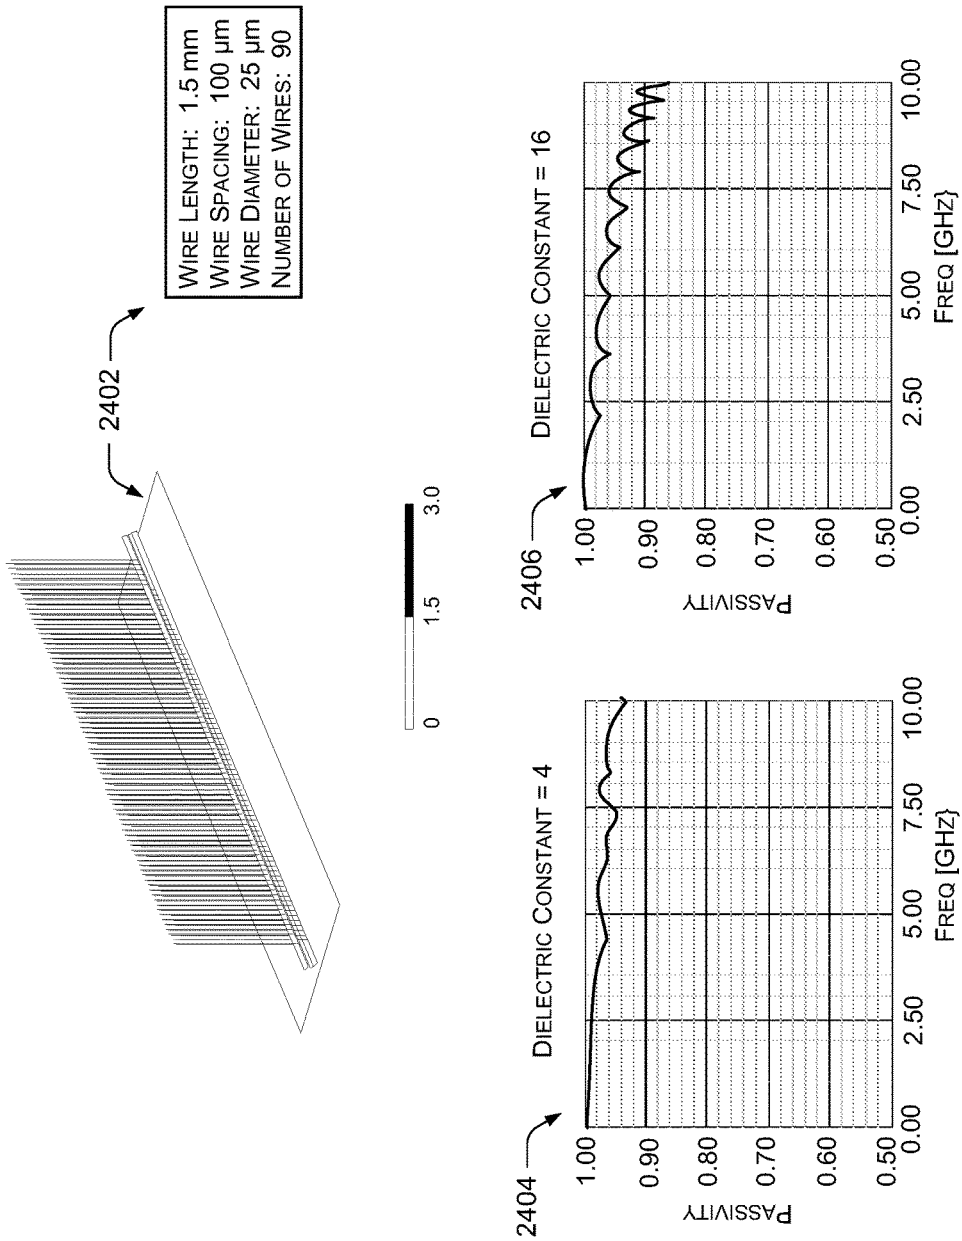 WIRE LENGTH: 1.5 mm
WIRE SPACING: 100 µm
WIRE DIAMETER: 25 µm
NUMBER OF WIRES: 90
2402
0 1.5 3.0
2404
DIELECTRIC CONSTANT = 4
PASSIVITY
1.00
0.90
0.80
0.70
0.60
0.50
0.00 2.50 5.00 7.50 10.00
FREQ [GHZ}
2406
DIELECTRIC CONSTANT = 16
PASSIVITY
1.00
0.90
0.80
0.70
0.60
0.50
0.00 2.50 5.00 7.50 10.00
FREQ [GHZ}